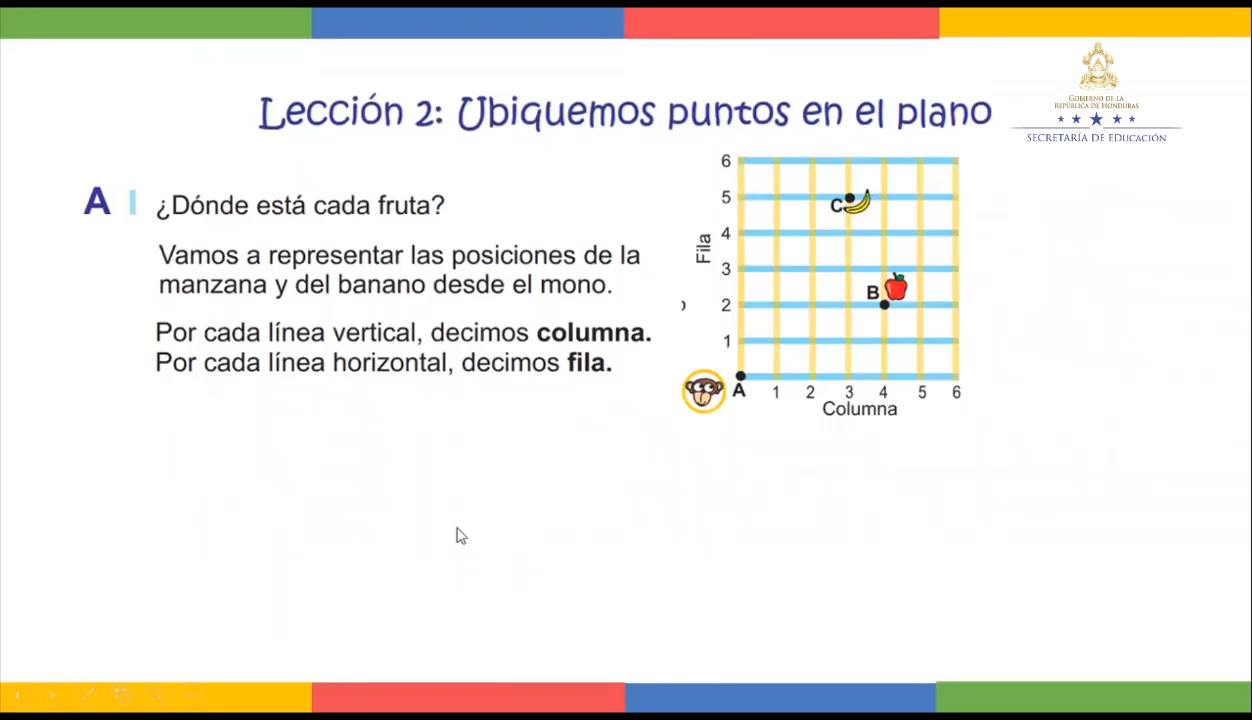 Lección 2: Ubiquemos puntos en el plano
GOBIERNO DE LA
REPÚBLICA DE HONDURAS
SECRETARÍA DE EDUCACIÓN
A 1 ¿Dónde está cada fruta?
Vamos a representar las posiciones de la
manzana y del banano desde el mono.
Por cada línea vertical, decimos columna.
Por cada línea horizontal, decimos fila.
6
5
C
4
Fila
3
B
2
1
A 1 2 3 4 5 6
Columna